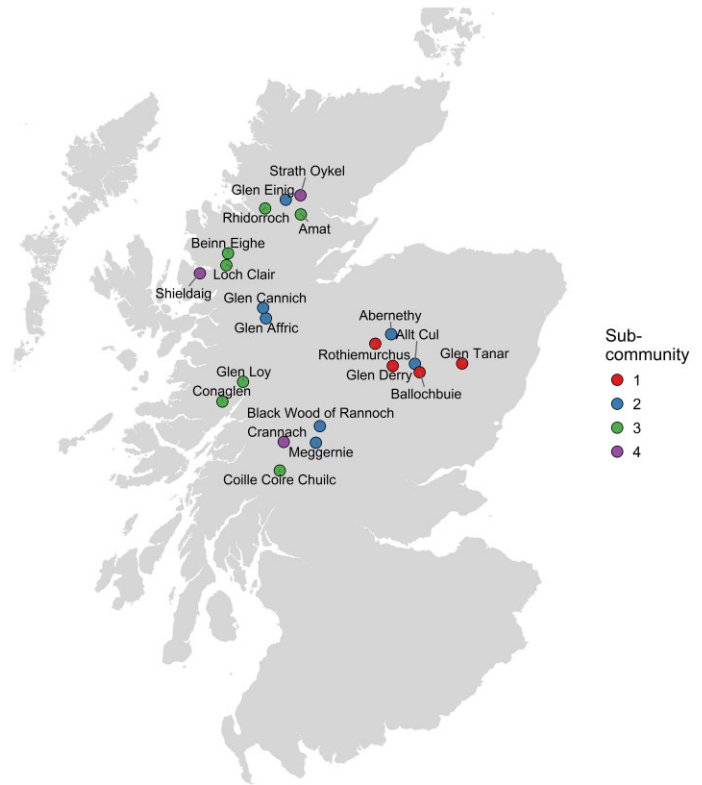 Strath Oykel
Glen Einig
Rhidorroch
Amat
Beinn Eighe
Loch Clair
Shieldaig
Glen Cannich
Glen Affric
Abernethy
Allt Cul
Rothiemurchus
Glen Tanar
Glen Derry
Ballochbuie
Glen Loy
Conaglen
Black Wood of Rannoch
Crannach
Meggernie
Coille Coire Chuilc
Sub-
community
1
2
3
4